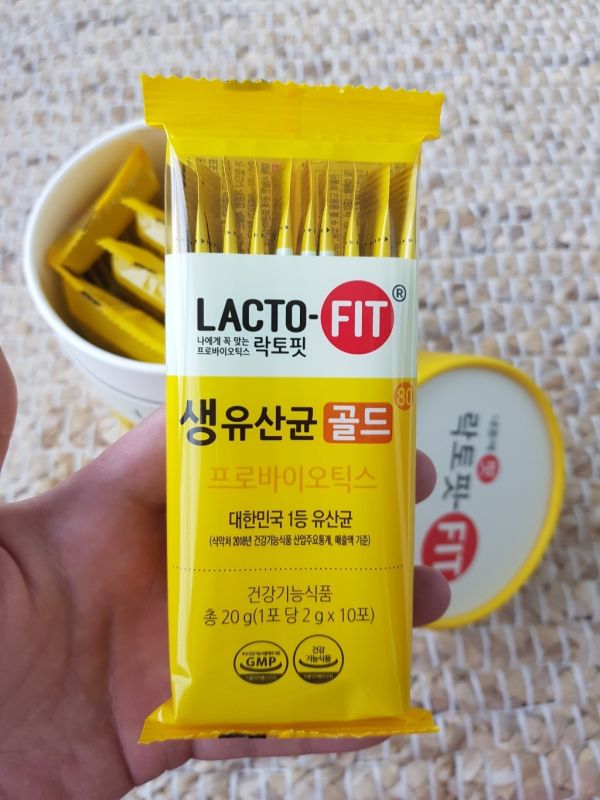 LACTO-FIT®
나에게 꼭 맞는
프로바이오틱스 락토핏
생유산균 골드 80
프로바이오틱스
대한민국 1등 유산균
(식약처 2018년 건강기능식품 산업주요통계, 매출액 기준)
건강기능식품
총 20 g(1포 당 2 g x 10포)
GMP
건강
기능식품
락토핏 FIT